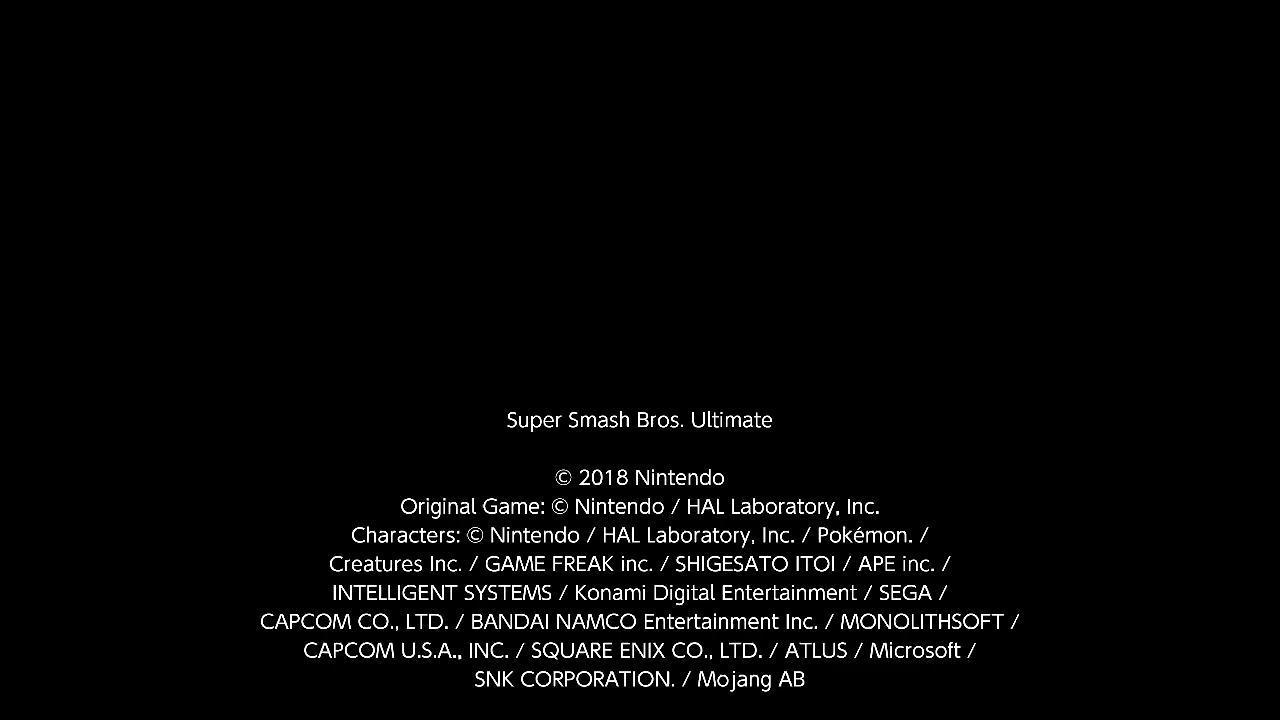 Super Smash Bros. Ultimate
© 2018 Nintendo
Original Game: © Nintendo / HAL Laboratory, Inc.
Characters: © Nintendo / HAL Laboratory, Inc. / Pokémon. /
Creatures Inc. / GAME FREAK inc. / SHIGESATO ITOI / APE inc. /
INTELLIGENT SYSTEMS / Konami Digital Entertainment / SEGA /
CAPCOM CO., LTD. / BANDAI NAMCO Entertainment Inc. / MONOLITHSOFT /
CAPCOM U.S.A., INC. / SQUARE ENIX CO., LTD. / ATLUS / Microsoft /
SNK CORPORATION. / Mojang AB